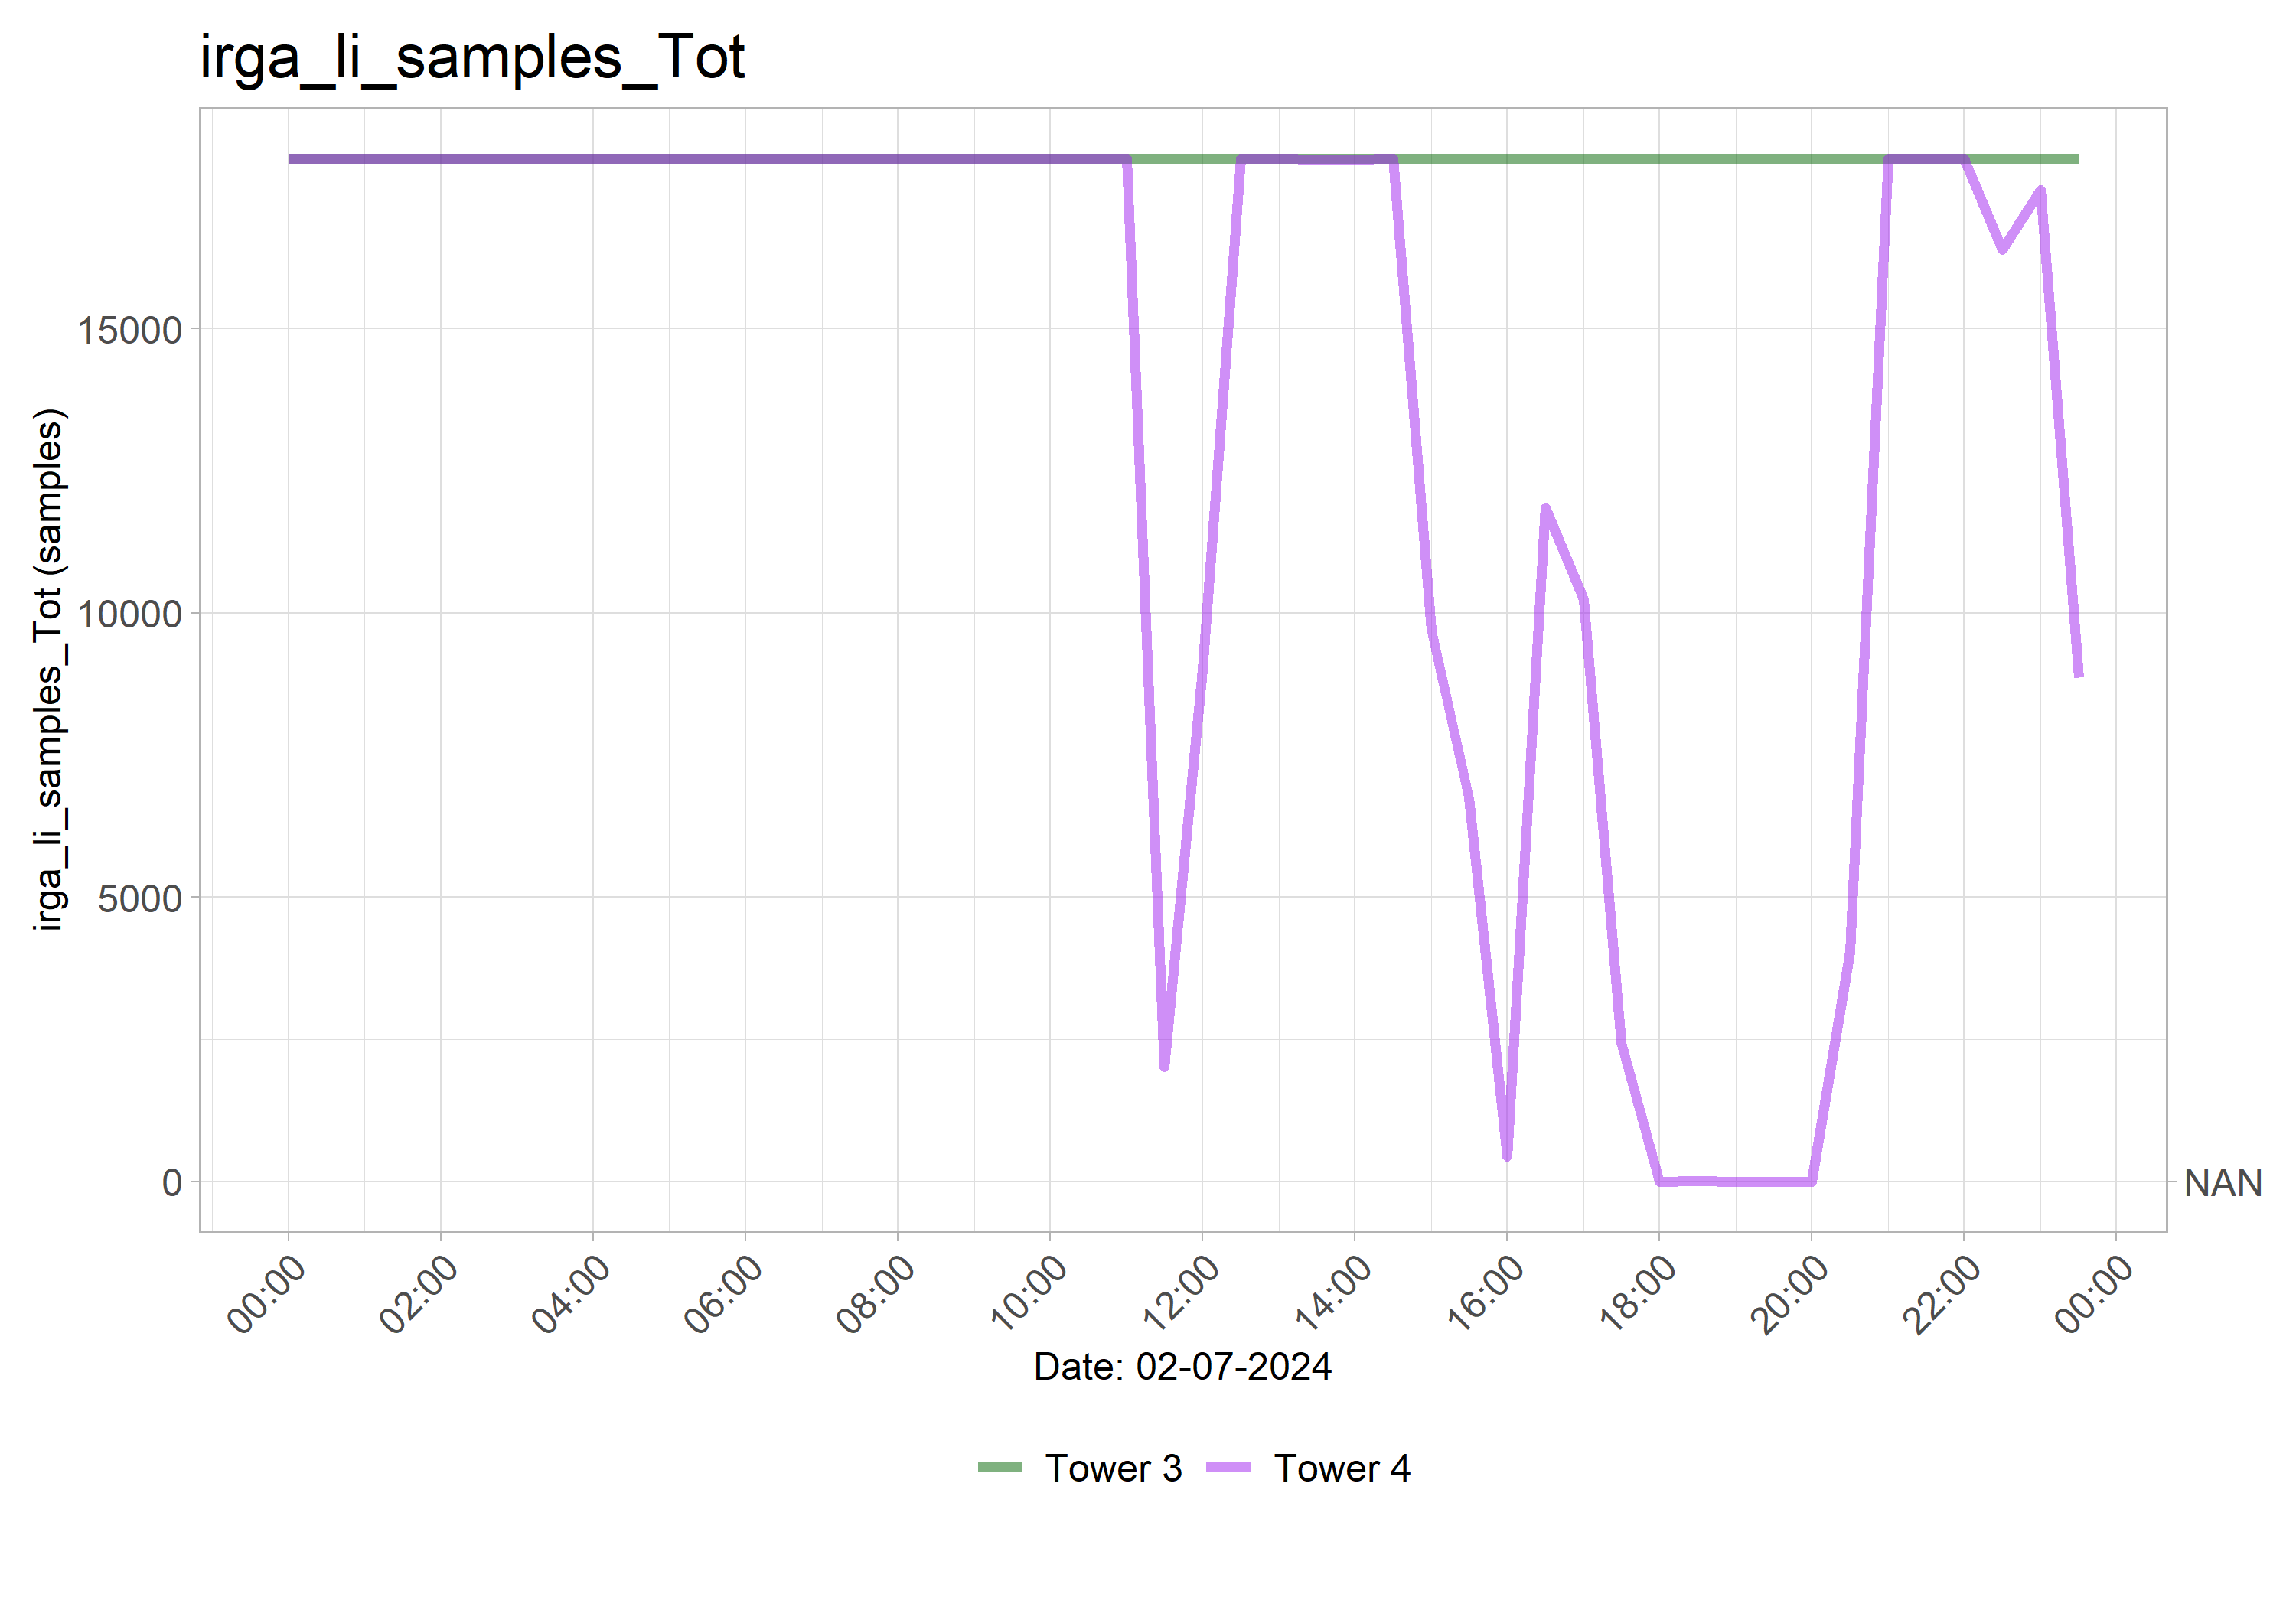 irga_li_samples_Tot
irga_li_samples_Tot (samples)
15000
10000
5000
0
NAN
00:00 02:00 04:00 06:00 08:00 10:00 12:00 14:00 16:00 18:00 20:00 22:00 00:00
Date: 02-07-2024
Tower 3 Tower 4